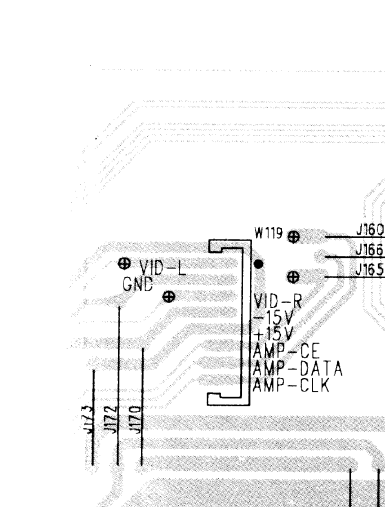 W119
J160
J166
J165
VID-L
GND
VID-R
-15V
+15V
AMP-CE
AMP-DATA
AMP-CLK
J173
J172
J170